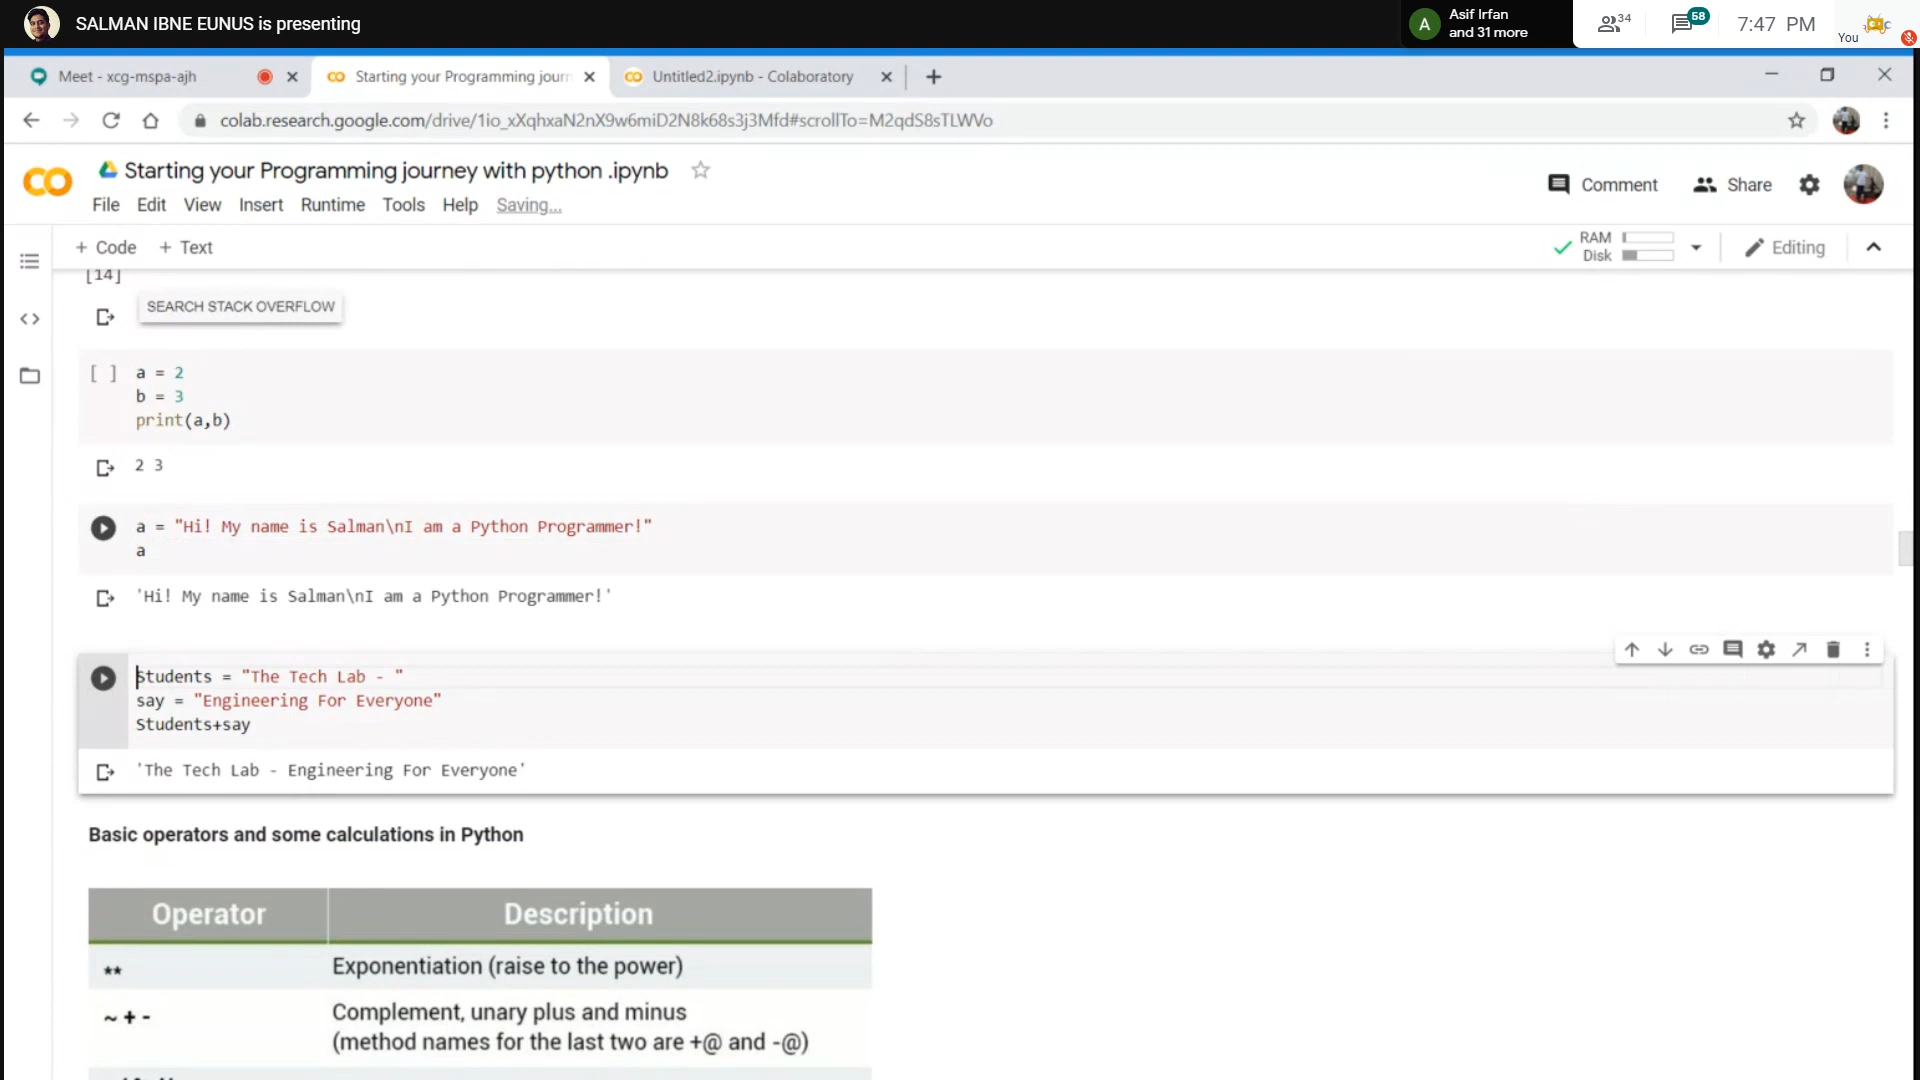 SALMAN IBNE EUNUS is presenting
A
Asif Irfan
and 31 more
34
58
7:47 PM
You
Meet - xcg-mspa-ajh
Starting your Programming journ
Untitled2.ipynb - Colaboratory
colab.research.google.com/drive/1io_xXqhxaN2nX9w6miD2N8k68s3j3Mfd#scrollTo=M2qdS8sTLWVo
Starting your Programming journey with python .ipynb
Comment
Share
File Edit View Insert Runtime Tools Help Saving...
+ Code + Text
RAM
Disk
Editing
[14]
SEARCH STACK OVERFLOW
[ ] a = 2
b = 3
print(a,b)
2 3
a = "Hi! My name is Salman\nI am a Python Programmer!"
a
'Hi! My name is Salman\nI am a Python Programmer!'
Students = "The Tech Lab - "
say = "Engineering For Everyone"
Students+say
'The Tech Lab - Engineering For Everyone'
Basic operators and some calculations in Python
Operator Description
** Exponentiation (raise to the power)
~ + - Complement, unary plus and minus
(method names for the last two are +@ and -@)